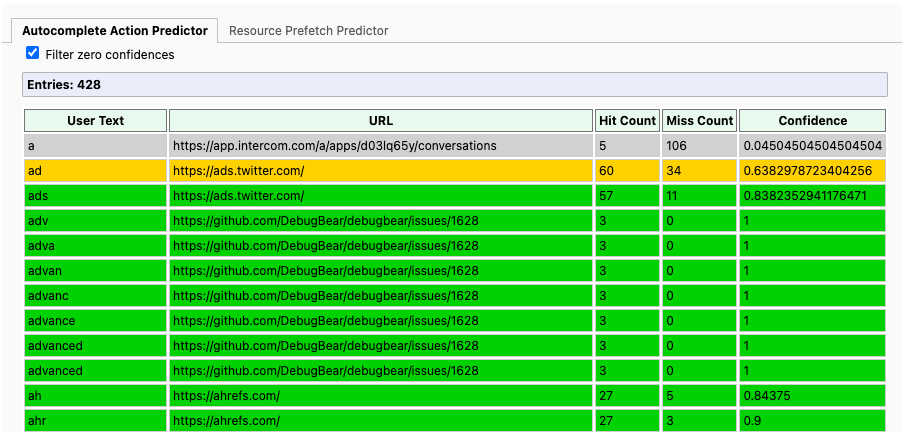 Autocomplete Action Predictor Resource Prefetch Predictor
Filter zero confidences
Entries: 428
User Text URL Hit Count Miss Count Confidence
a https://app.intercom.com/a/apps/d03lq65y/conversations 5 106 0.04504504504504504
ad https://ads.twitter.com/ 60 34 0.6382978723404256
ads https://ads.twitter.com/ 57 11 0.8382352941176471
adv https://github.com/DebugBear/debugbear/issues/1628 3 0 1
adva https://github.com/DebugBear/debugbear/issues/1628 3 0 1
advan https://github.com/DebugBear/debugbear/issues/1628 3 0 1
advanc https://github.com/DebugBear/debugbear/issues/1628 3 0 1
advance https://github.com/DebugBear/debugbear/issues/1628 3 0 1
advanced https://github.com/DebugBear/debugbear/issues/1628 3 0 1
advanced https://github.com/DebugBear/debugbear/issues/1628 3 0 1
ah https://ahrefs.com/ 27 5 0.84375
ahr https://ahrefs.com/ 27 3 0.9